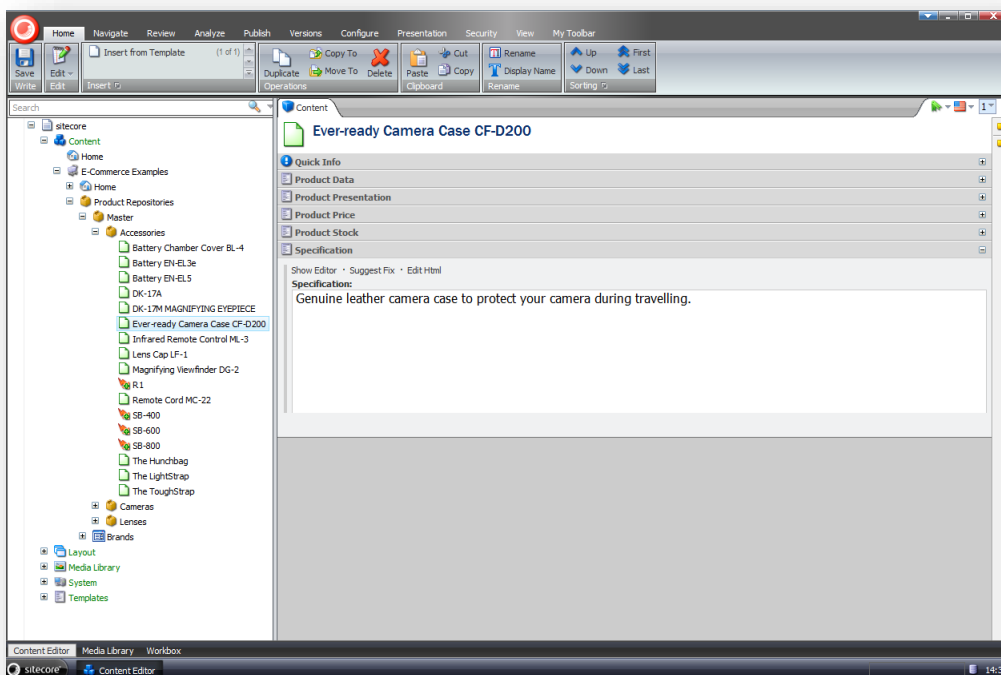 Home Navigate Review Analyze Publish Versions Configure Presentation Security View My Toolbar
Save
Write
Edit
Edit
Insert from Template (1 of 1)
Insert
Duplicate
Copy To
Move To
Delete
Operations
Paste
Cut
Copy
Clipboard
Rename
Display Name
Rename
Up First
Down Last
Sorting
Search
sitecore
Content
Home
E-Commerce Examples
Home
Product Repositories
Master
Accessories
Battery Chamber Cover BL-4
Battery EN-EL3e
Battery EN-EL5
DK-17A
DK-17M MAGNIFYING EYEPIECE
Ever-ready Camera Case CF-D200
Infrared Remote Control ML-3
Lens Cap LF-1
Magnifying Viewfinder DG-2
R1
Remote Cord MC-22
SB-400
SB-600
SB-800
The Hunchbag
The LightStrap
The ToughStrap
Cameras
Lenses
Brands
Layout
Media Library
System
Templates
Content
1
Ever-ready Camera Case CF-D200
Quick Info
Product Data
Product Presentation
Product Price
Product Stock
Specification
Show Editor · Suggest Fix · Edit Html
Specification:
Genuine leather camera case to protect your camera during travelling.
Content Editor Media Library Workbox
sitecore Content Editor